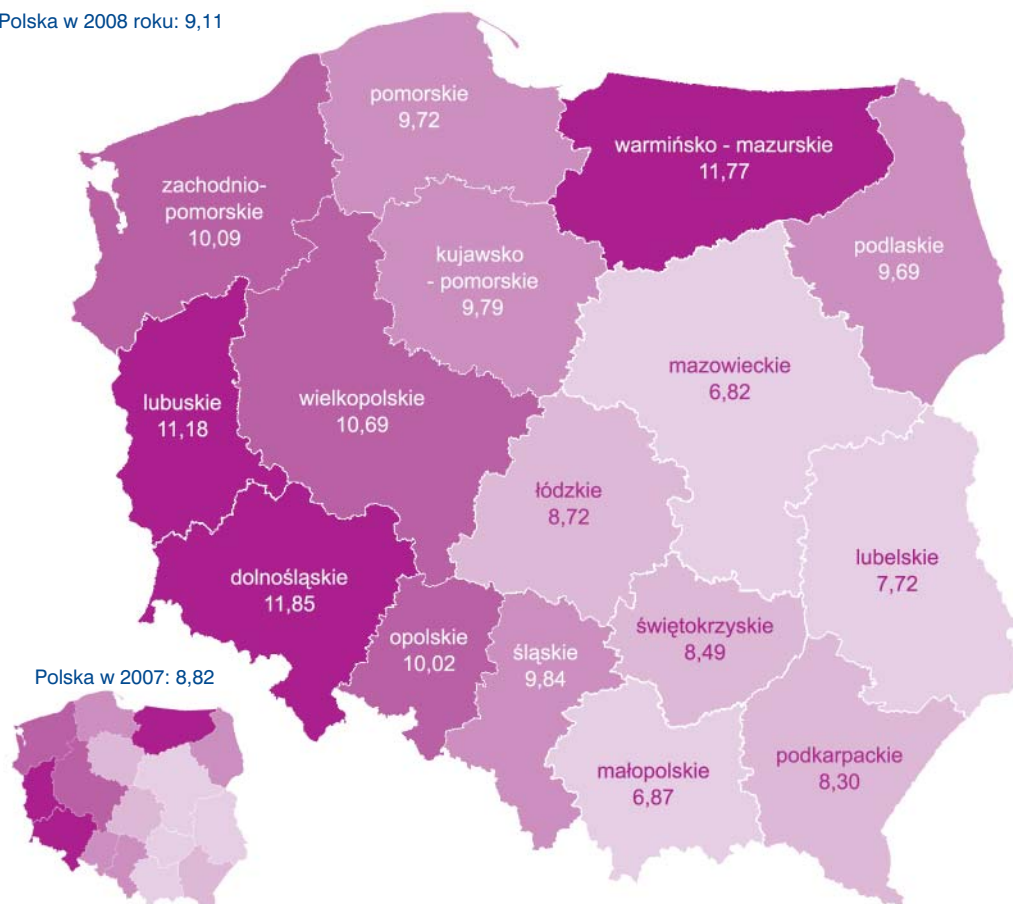 Polska w 2008 roku: 9,11
pomorskie
9,72
warmińsko - mazurskie
11,77
zachodnio-
pomorskie
10,09
kujawsko
- pomorskie
9,79
podlaskie
9,69
mazowieckie
6,82
lubuskie
11,18
wielkopolskie
10,69
łódzkie
8,72
lubelskie
7,72
dolnośląskie
11,85
opolskie
10,02
śląskie
9,84
świętokrzyskie
8,49
małopolskie
6,87
podkarpackie
8,30
Polska w 2007: 8,82